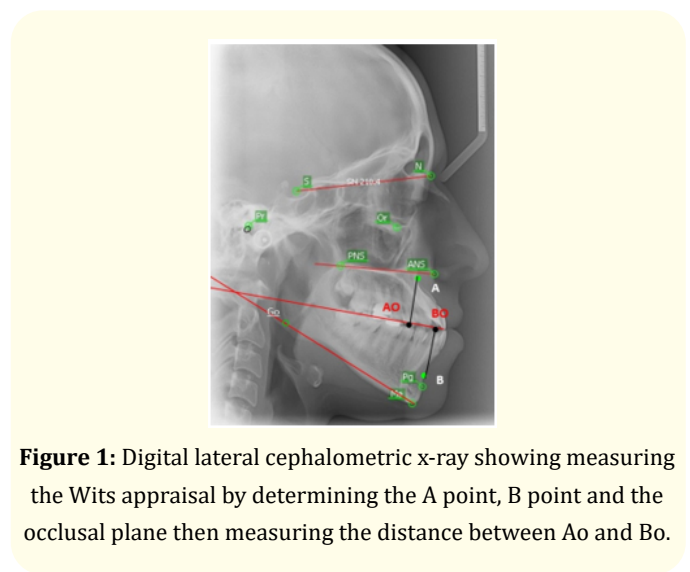 N
S
SN-216.4
Pr
Or
PNS
ANS
A
AO
BO
Go
B
Pg
Figure 1: Digital lateral cephalometric x-ray showing measuring
the Wits appraisal by determining the A point, B point and the
occlusal plane then measuring the distance between Ao and Bo.